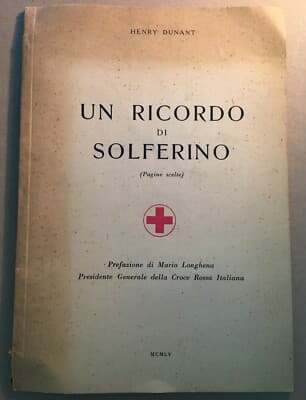 HENRY DUNANT
UN RICORDO
DI
SOLFERINO
(Pagine scelte)
Prefazione di Mario Longhena
Presidente Generale della Croce Rossa Italiana
MCMLV